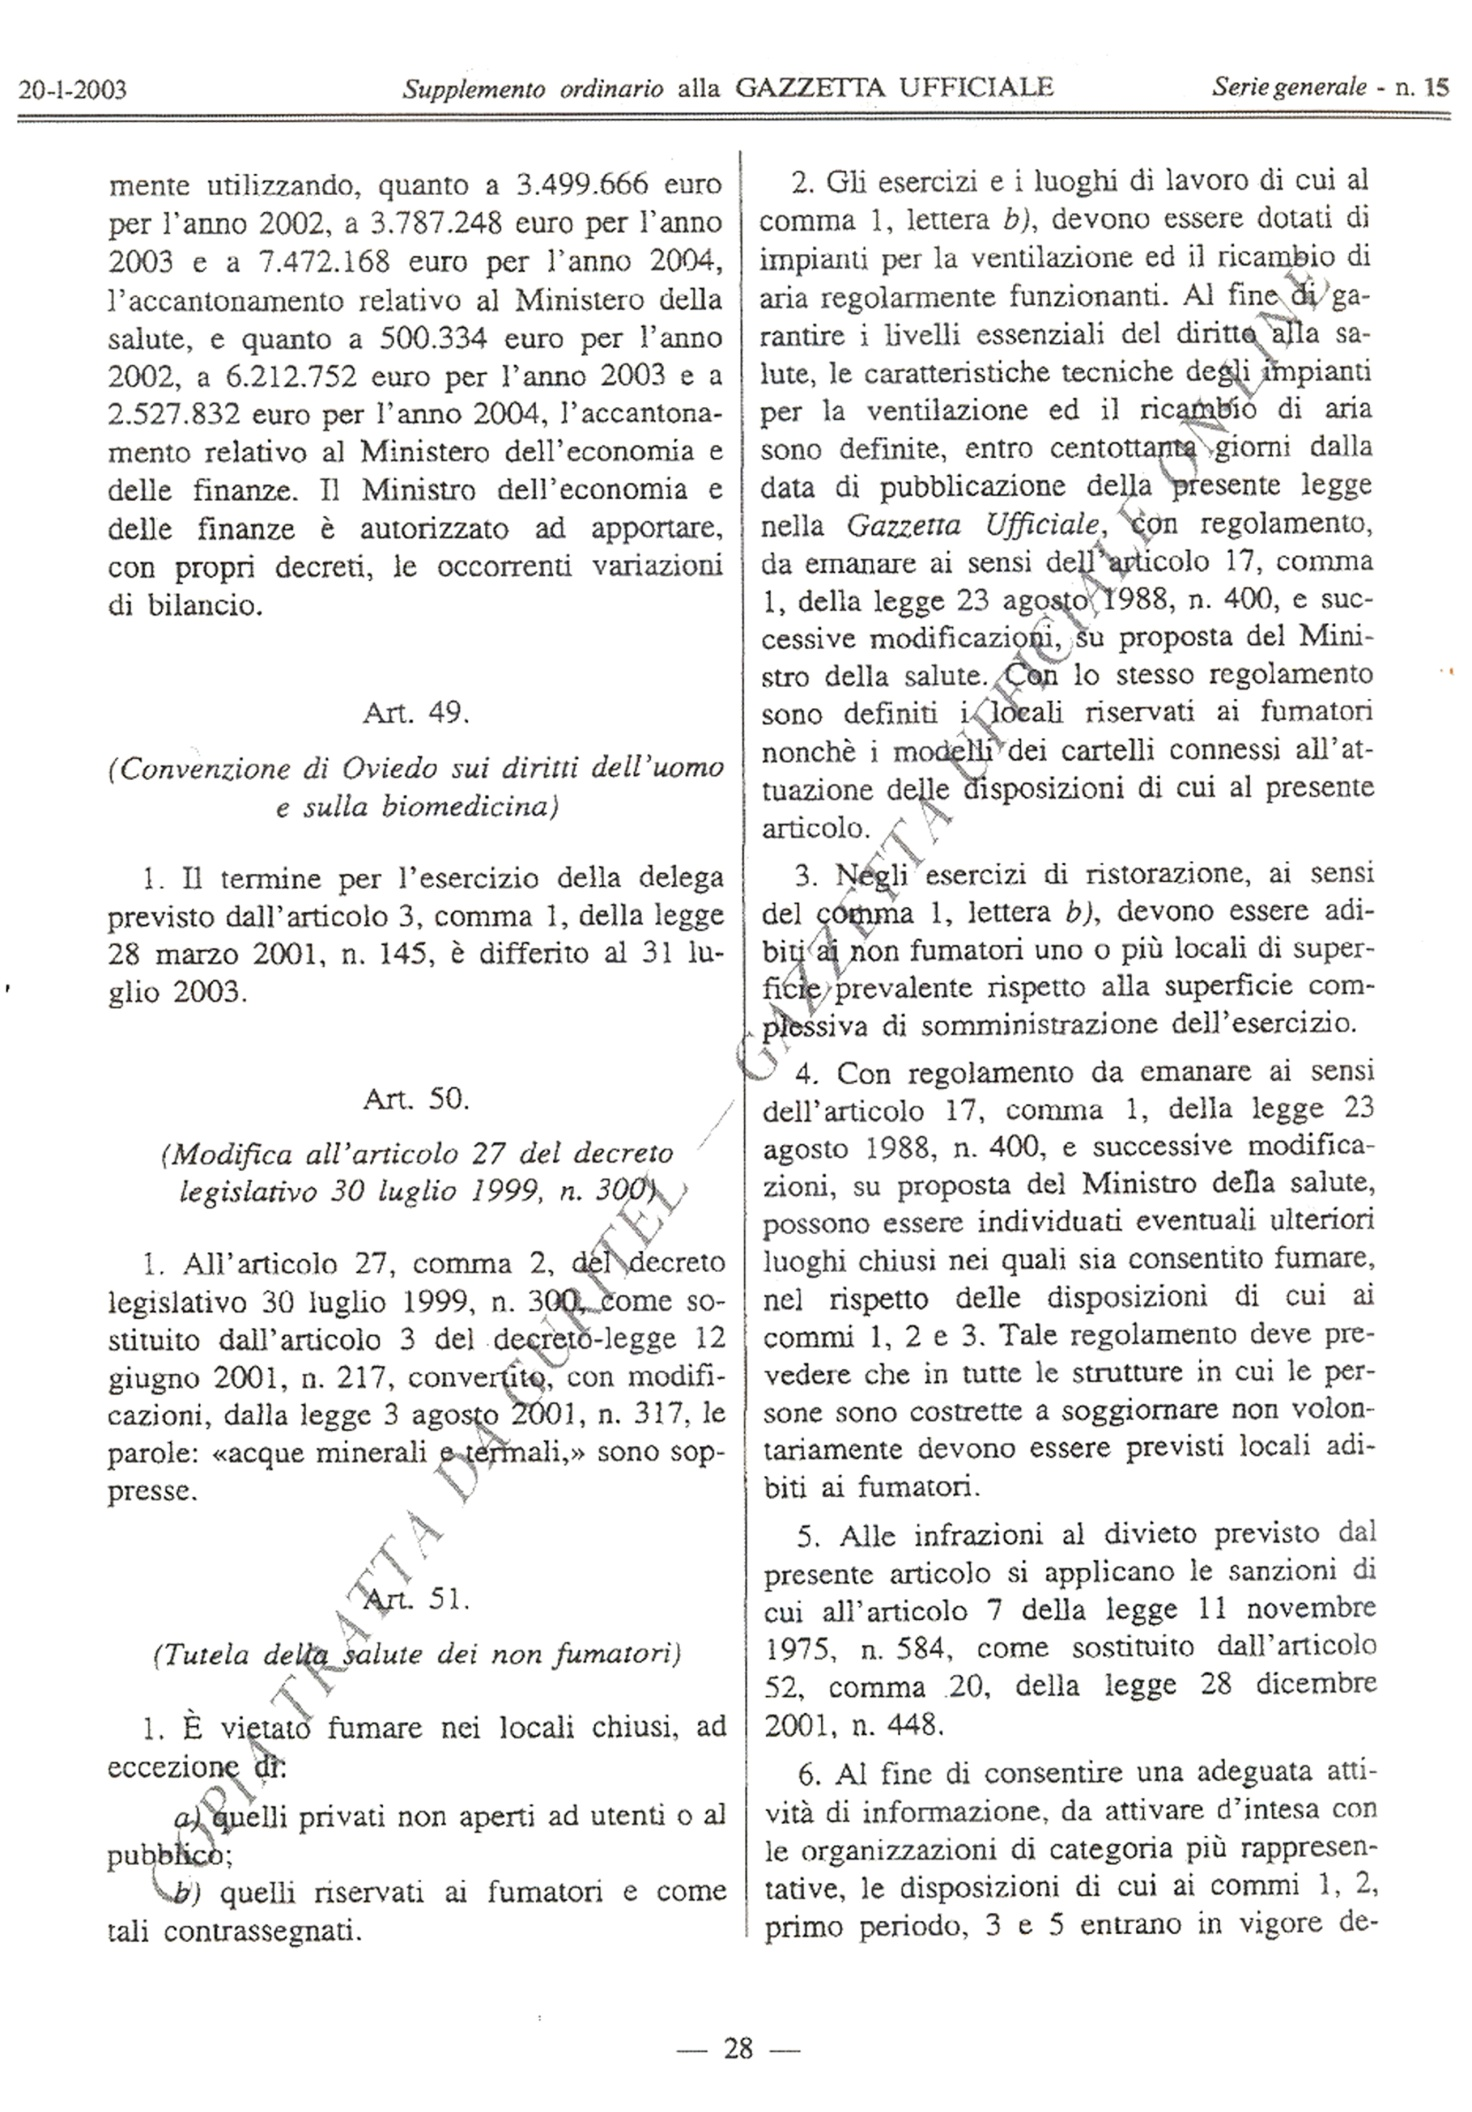 20-1-2003
Supplemento ordinario alla GAZZETTA UFFICIALE
Serie generale - n. 15
mente utilizzando, quanto a 3.499.666 euro
per l'anno 2002, a 3.787.248 euro per l'anno
2003 e a 7.472.168 euro per l'anno 2004,
l'accantonamento relativo al Ministero della
salute, e quanto a 500.334 euro per l'anno
2002, a 6.212.752 euro per l'anno 2003 e a
2.527.832 euro per l'anno 2004, l'accantona-
mento relativo al Ministero dell'economia e
delle finanze. Il Ministro dell'economia e
delle finanze è autorizzato ad apportare,
con propri decreti, le occorrenti variazioni
di bilancio.
Art. 49.
(Convenzione di Oviedo sui diritti dell'uomo
e sulla biomedicina)
1. Il termine per l'esercizio della delega
previsto dall'articolo 3, comma 1, della legge
28 marzo 2001, n. 145, è differito al 31 lu-
glio 2003.
Art. 50.
(Modifica all'articolo 27 del decreto
legislativo 30 luglio 1999, n. 300)
1. All'articolo 27, comma 2, del decreto
legislativo 30 luglio 1999, n. 300, come so-
stituito dall'articolo 3 del decreto-legge 12
giugno 2001, n. 217, convertito, con modifi-
cazioni, dalla legge 3 agosto 2001, n. 317, le
parole: «acque minerali e termali,» sono sop-
presse.
Art. 51.
(Tutela della salute dei non fumatori)
1. È vietato fumare nei locali chiusi, ad
eccezione di:
a) quelli privati non aperti ad utenti o al
pubblico;
b) quelli riservati ai fumatori e come
tali contrassegnati.
2. Gli esercizi e i luoghi di lavoro di cui al
comma 1, lettera b), devono essere dotati di
impianti per la ventilazione ed il ricambio di
aria regolarmente funzionanti. Al fine di ga-
rantire i livelli essenziali del diritto alla sa-
lute, le caratteristiche tecniche degli impianti
per la ventilazione ed il ricambio di aria
sono definite, entro centottanta giorni dalla
data di pubblicazione della presente legge
nella Gazzetta Ufficiale, con regolamento,
da emanare ai sensi dell'articolo 17, comma
1, della legge 23 agosto 1988, n. 400, e suc-
cessive modificazioni, su proposta del Mini-
stro della salute. Con lo stesso regolamento
sono definiti i locali riservati ai fumatori
nonchè i modelli dei cartelli connessi all'at-
tuazione delle disposizioni di cui al presente
articolo.
3. Negli esercizi di ristorazione, ai sensi
del comma 1, lettera b), devono essere adi-
biti ai non fumatori uno o più locali di super-
ficie prevalente rispetto alla superficie com-
plessiva di somministrazione dell'esercizio.
4. Con regolamento da emanare ai sensi
dell'articolo 17, comma 1, della legge 23
agosto 1988, n. 400, e successive modifica-
zioni, su proposta del Ministro della salute,
possono essere individuati eventuali ulteriori
luoghi chiusi nei quali sia consentito fumare,
nel rispetto delle disposizioni di cui ai
commi 1, 2 e 3. Tale regolamento deve pre-
vedere che in tutte le strutture in cui le per-
sone sono costrette a soggiornare non volon-
tariamente devono essere previsti locali adi-
biti ai fumatori.
5. Alle infrazioni al divieto previsto dal
presente articolo si applicano le sanzioni di
cui all'articolo 7 della legge 11 novembre
1975, n. 584, come sostituito dall'articolo
52, comma 20, della legge 28 dicembre
2001, n. 448.
6. Al fine di consentire una adeguata atti-
vità di informazione, da attivare d'intesa con
le organizzazioni di categoria più rappresen-
tative, le disposizioni di cui ai commi 1, 2,
primo periodo, 3 e 5 entrano in vigore de-
COPIA TRATTA DA GURITEL — GAZZETTA UFFICIALE ON-LINE
— 28 —